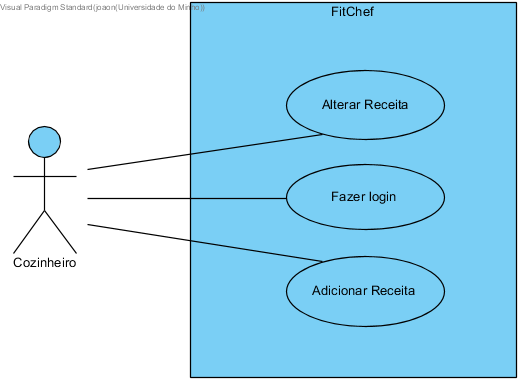 Visual Paradigm Standard(joaon(Universidade do Minho))
FitChef
Alterar Receita
Fazer login
Cozinheiro
Adicionar Receita